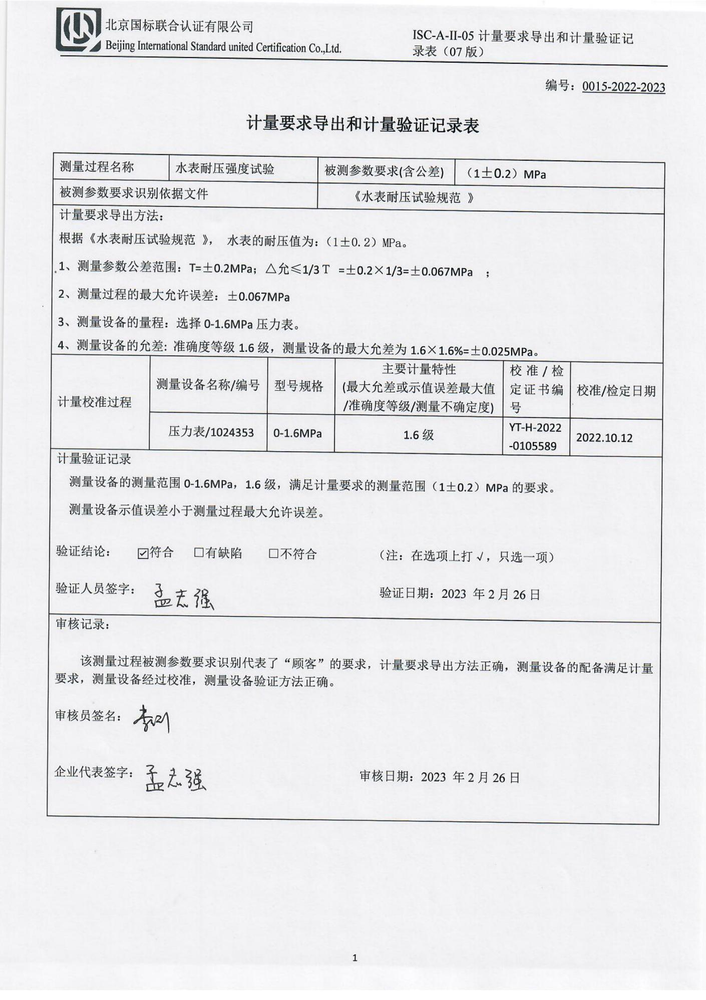 北京国标联合认证有限公司
Beijing International Standard united Certification Co.,Ltd.
ISC-A-II-05 计量要求导出和计量验证记
录表（07 版）
编号：0015-2022-2023
计量要求导出和计量验证记录表
测量过程名称 水表耐压强度试验 被测参数要求(含公差) （1±0.2）MPa
被测参数要求识别依据文件 《水表耐压试验规范 》
计量要求导出方法：
根据《水表耐压试验规范 》， 水表的耐压值为：（1±0.2）MPa。
1、测量参数公差范围：T=±0.2MPa；△允≤1/3 T =±0.2×1/3=±0.067MPa ；
2、测量过程的最大允许误差：±0.067MPa
3、测量设备的量程：选择 0-1.6MPa 压力表。
4、测量设备的允差: 准确度等级 1.6 级，测量设备的最大允差为 1.6×1.6%=±0.025MPa。
计量校准过程
测量设备名称/编号
型号规格
主要计量特性
(最大允差或示值误差最大值
/准确度等级/测量不确定度)
校准/检
定证书编
号
校准/检定日期
压力表/1024353
0-1.6MPa
1.6 级
YT-H-2022
-0105589
2022.10.12
计量验证记录
测量设备的测量范围 0-1.6MPa，1.6 级，满足计量要求的测量范围（1±0.2）MPa 的要求。
测量设备示值误差小于测量过程最大允许误差。
验证结论： ☑符合 □有缺陷 □不符合 （注：在选项上打√，只选一项）
验证人员签字： 孟志强 验证日期：2023 年 2 月 26 日
审核记录：
该测量过程被测参数要求识别代表了“顾客”的要求，计量要求导出方法正确，测量设备的配备满足计量
要求，测量设备经过校准，测量设备验证方法正确。
审核员签名：
企业代表签字： 孟志强 审核日期：2023 年 2 月 26 日
1